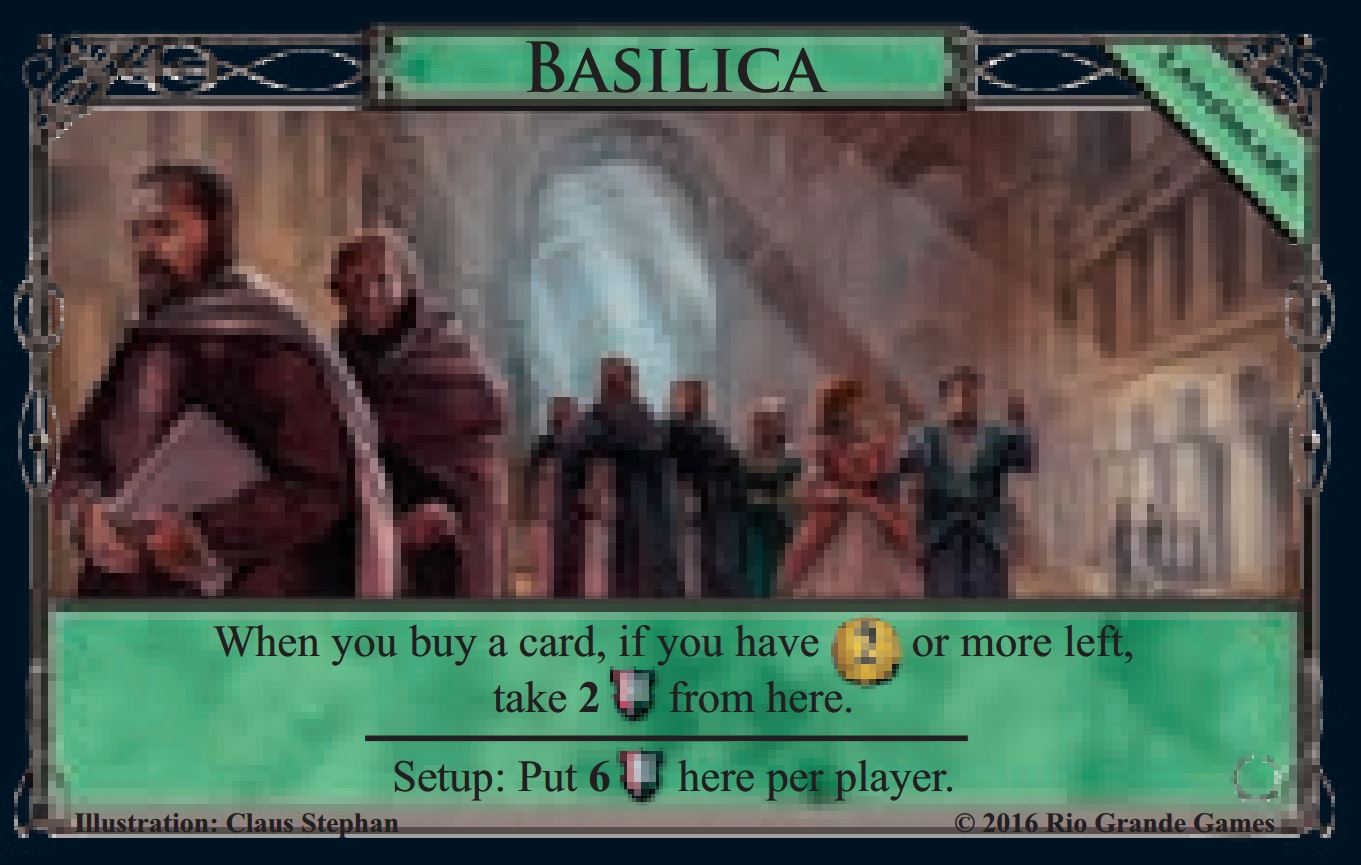 BASILICA
LANDMARK
When you buy a card, if you have 2 or more left,
take 2 from here.
Setup: Put 6 here per player.
Illustration: Claus Stephan
© 2016 Rio Grande Games